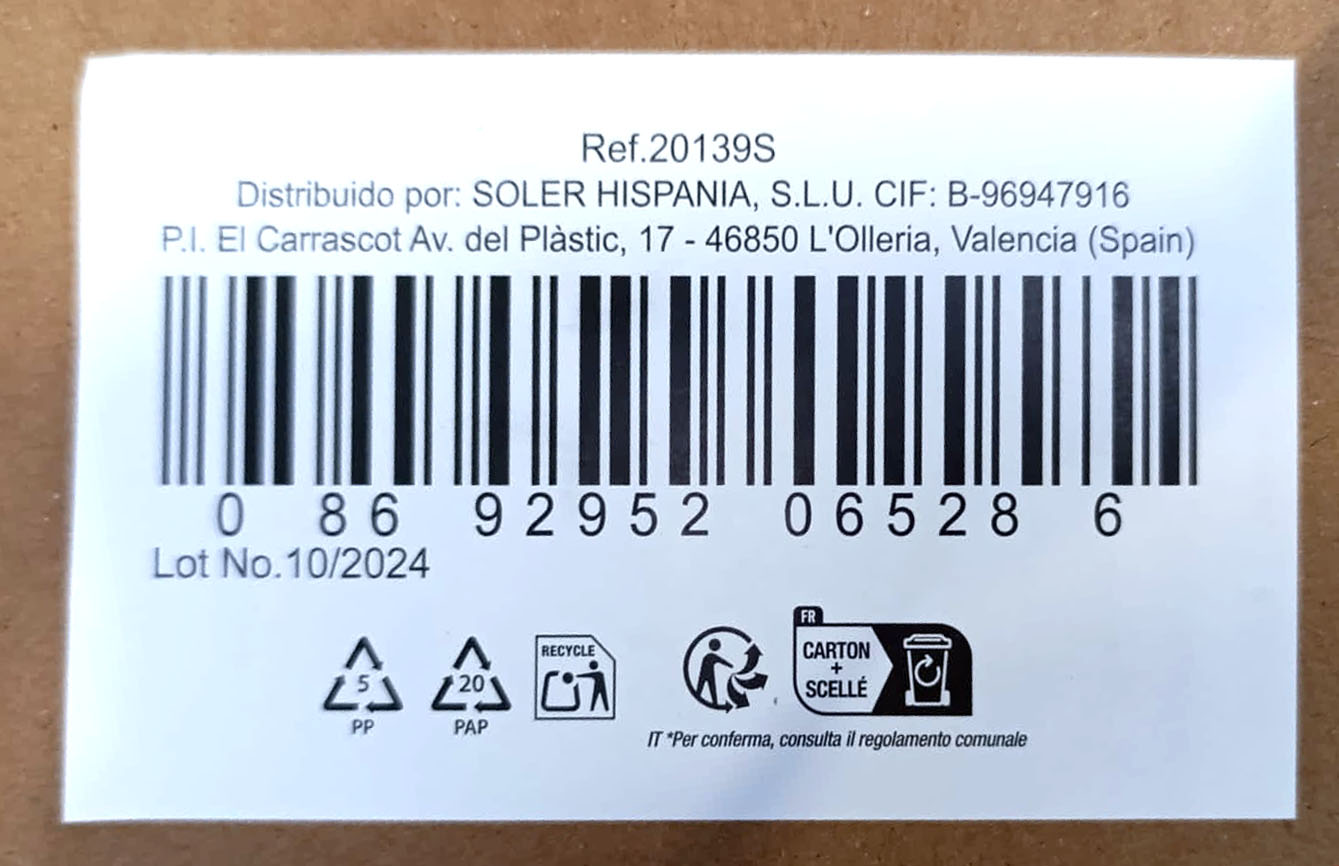 Ref.20139S
Distribuido por: SOLER HISPANIA, S.L.U. CIF: B-96947916
P.I. El Carrascot Av. del Plàstic, 17 - 46850 L'Olleria, Valencia (Spain)
0 86 92952 06528 6
Lot No.10/2024
5
PP
20
PAP
RECYCLE
FR
CARTON
+
SCELLÉ
IT *Per conferma, consulta il regolamento comunale